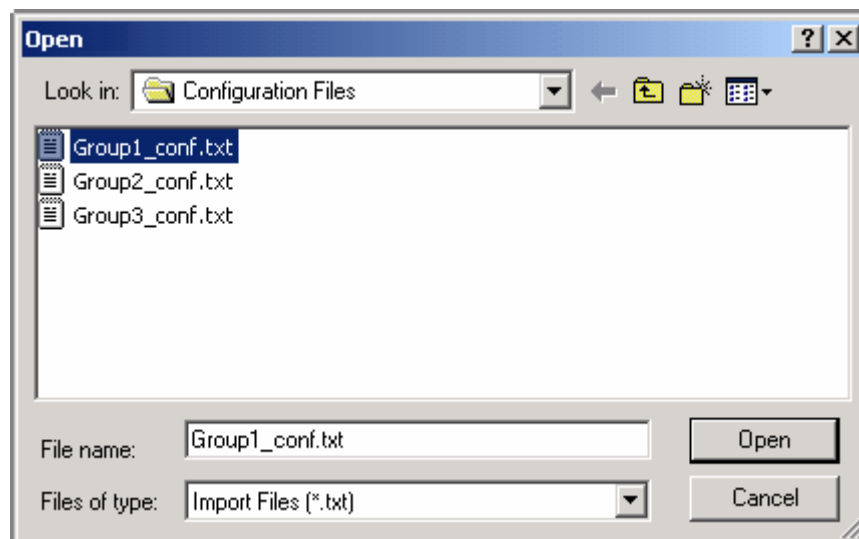 Open
Look in: Configuration Files
Group1_conf.txt
Group2_conf.txt
Group3_conf.txt
File name: Group1_conf.txt Open
Files of type: Import Files (*.txt) Cancel